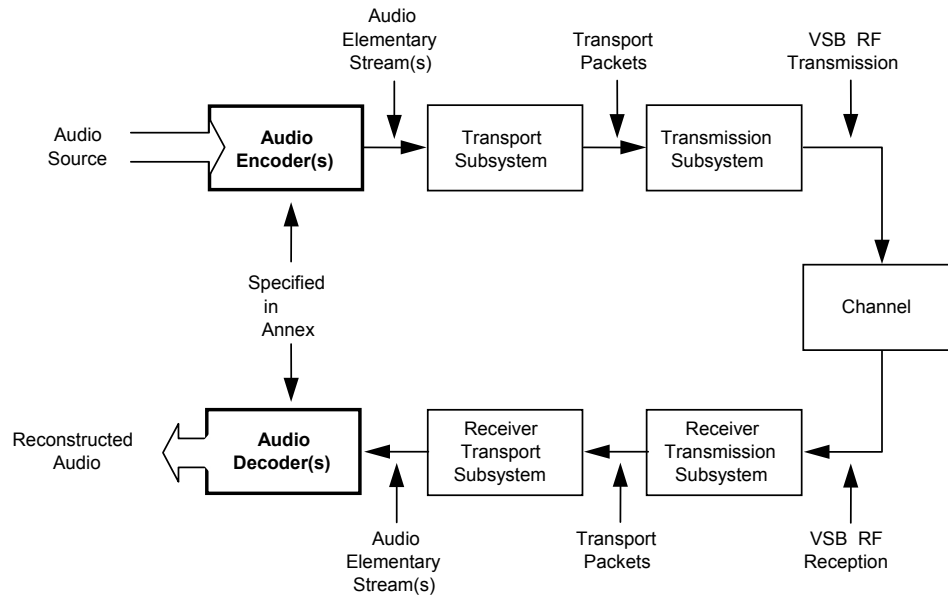 Audio
Elementary
Stream(s)
Transport
Packets
VSB RF
Transmission
Audio
Source
Audio
Encoder(s)
Transport
Subsystem
Transmission
Subsystem
Specified
in
Annex
Channel
Reconstructed
Audio
Audio
Decoder(s)
Receiver
Transport
Subsystem
Receiver
Transmission
Subsystem
Audio
Elementary
Stream(s)
Transport
Packets
VSB RF
Reception